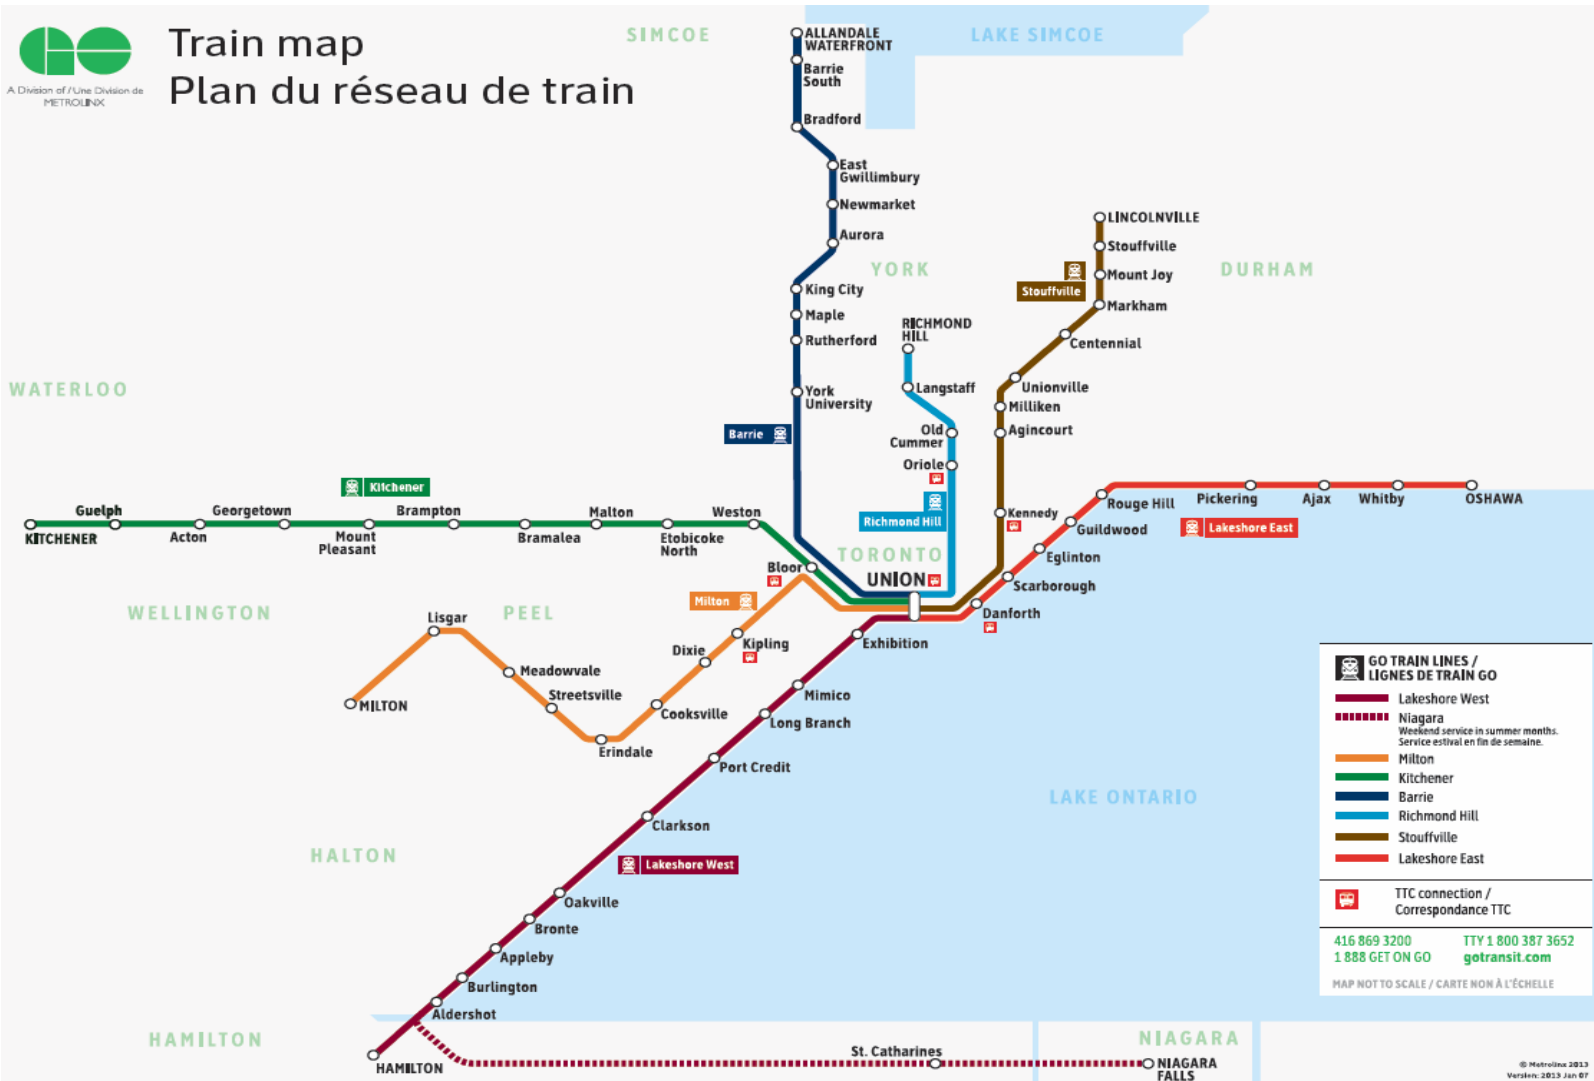 GO
A Division of / Une Division de
METROLINX
Train map
Plan du réseau de train
SIMCOE
LAKE SIMCOE
ALLANDALE
WATERFRONT
Barrie
South
Bradford
East
Gwillimbury
Newmarket
Aurora
YORK
DURHAM
LINCOLNVILLE
Stouffville
Mount Joy
Stouffville
Markham
Centennial
Unionville
Milliken
Agincourt
King City
Maple
Rutherford
RICHMOND
HILL
Langstaff
York
University
Old
Cummer
Oriole
Barrie
WATERLOO
Kitchener
Richmond Hill
Kennedy
Rouge Hill
Pickering
Ajax
Whitby
OSHAWA
Lakeshore East
Guildwood
Eglinton
Scarborough
Danforth
Guelph
Georgetown
Brampton
Malton
Weston
KITCHENER
Acton
Mount
Pleasant
Bramalea
Etobicoke
North
Bloor
TORONTO
UNION
Milton
WELLINGTON
PEEL
Lisgar
Kipling
Dixie
Exhibition
Meadowvale
Streetsville
MILTON
Cooksville
Erindale
Mimico
Long Branch
Port Credit
Clarkson
LAKE ONTARIO
HALTON
Lakeshore West
Oakville
Bronte
Appleby
Burlington
Aldershot
HAMILTON
HAMILTON
St. Catharines
NIAGARA
NIAGARA
FALLS
GO TRAIN LINES /
LIGNES DE TRAIN GO
Lakeshore West
Niagara
Weekend service in summer months.
Service estival en fin de semaine.
Milton
Kitchener
Barrie
Richmond Hill
Stouffville
Lakeshore East
TTC connection /
Correspondance TTC
416 869 3200 TTY 1 800 387 3652
1 888 GET ON GO gotransit.com
MAP NOT TO SCALE / CARTE NON À L'ÉCHELLE
© Metrolinx 2013
Version: 2013 Jan 07